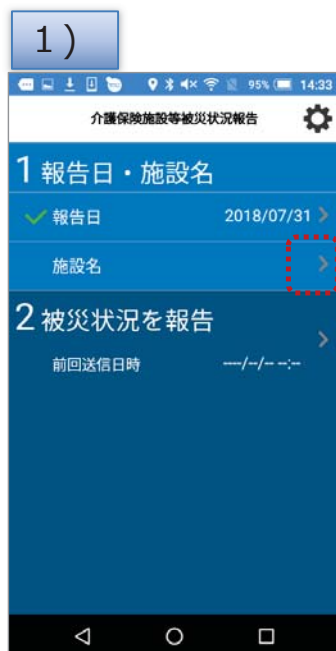 1)
95% 14:33
介護保険施設等被災状況報告
1 報告日・施設名
報告日 2018/07/31
施設名
2 被災状況を報告
前回送信日時 ----/--/-- --:--